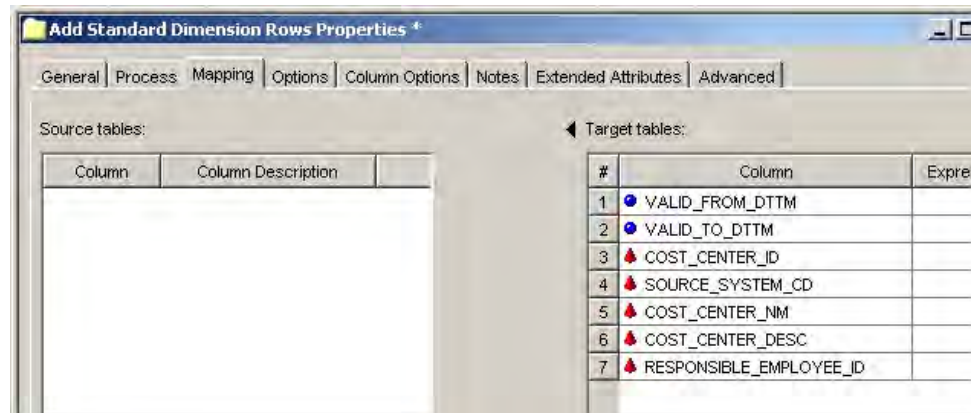 Add Standard Dimension Rows Properties *
General Process Mapping Options Column Options Notes Extended Attributes Advanced
Source tables: Target tables:
Column Column Description # Column Expre
1 VALID_FROM_DTTM
2 VALID_TO_DTTM
3 COST_CENTER_ID
4 SOURCE_SYSTEM_CD
5 COST_CENTER_NM
6 COST_CENTER_DESC
7 RESPONSIBLE_EMPLOYEE_ID